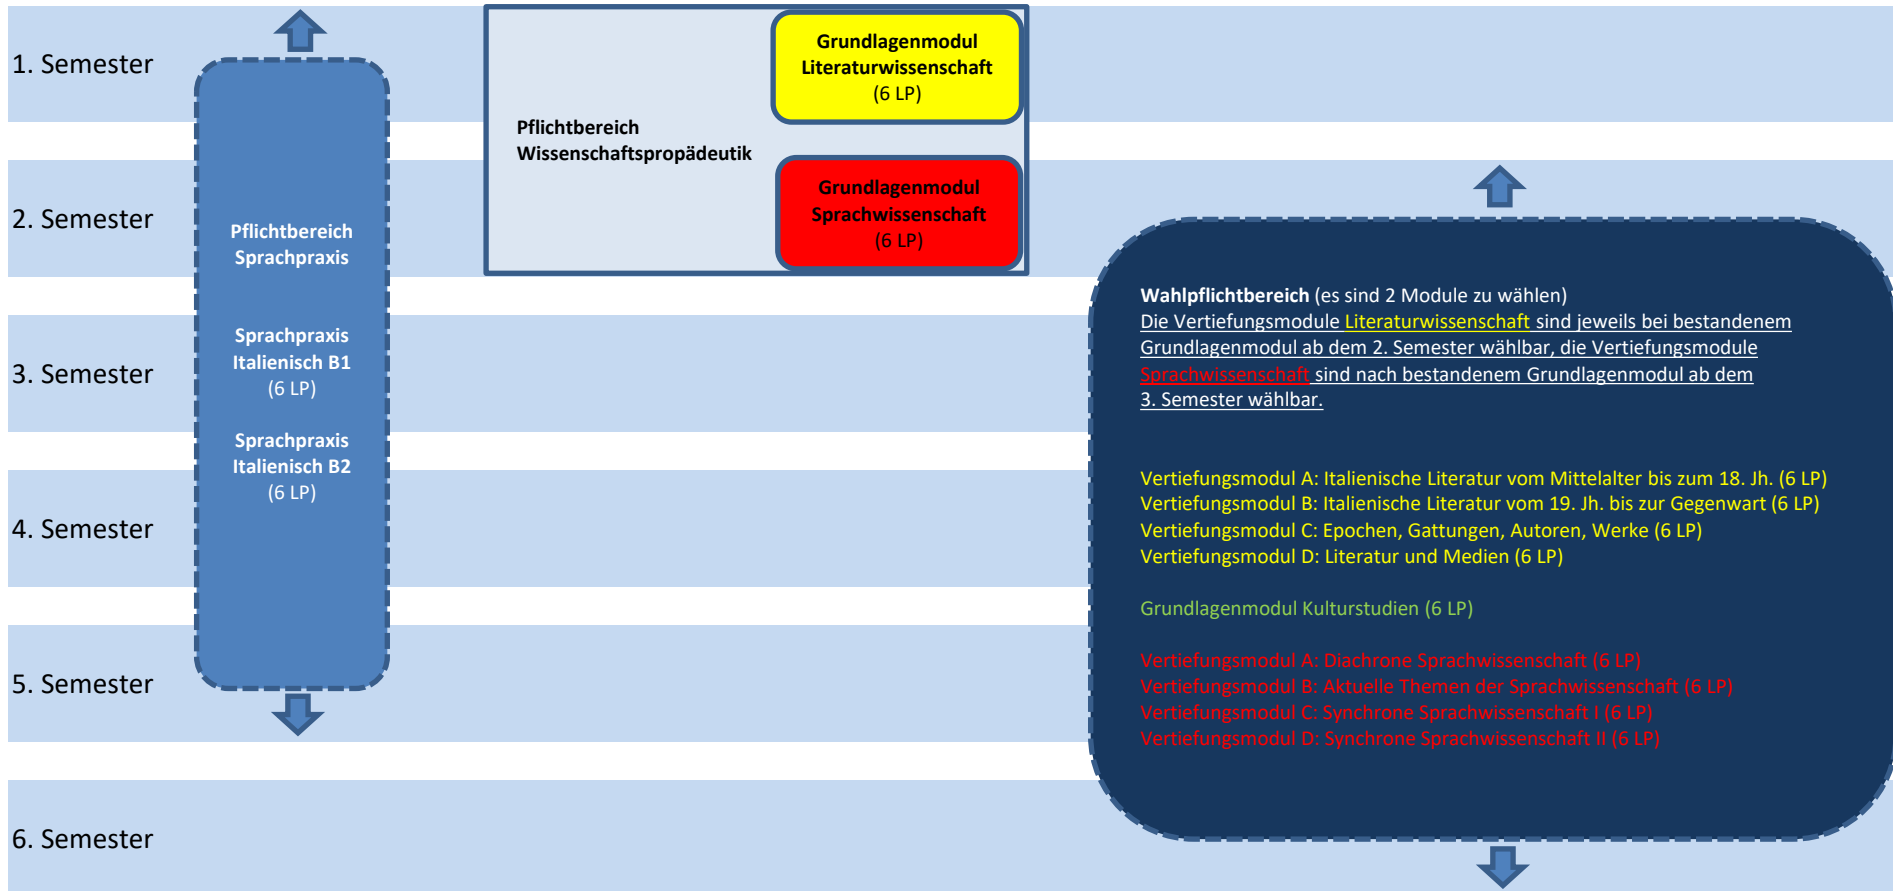 1. Semester
2. Semester
3. Semester
4. Semester
5. Semester
6. Semester
Pflichtbereich
Sprachpraxis
Sprachpraxis
Italienisch B1
(6 LP)
Sprachpraxis
Italienisch B2
(6 LP)
Pflichtbereich
Wissenschaftspropädeutik
Grundlagenmodul
Literaturwissenschaft
(6 LP)
Grundlagenmodul
Sprachwissenschaft
(6 LP)
Wahlpflichtbereich (es sind 2 Module zu wählen)
Die Vertiefungsmodule Literaturwissenschaft sind jeweils bei bestandenem
Grundlagenmodul ab dem 2. Semester wählbar, die Vertiefungsmodule
Sprachwissenschaft sind nach bestandenem Grundlagenmodul ab dem
3. Semester wählbar.
Vertiefungsmodul A: Italienische Literatur vom Mittelalter bis zum 18. Jh. (6 LP)
Vertiefungsmodul B: Italienische Literatur vom 19. Jh. bis zur Gegenwart (6 LP)
Vertiefungsmodul C: Epochen, Gattungen, Autoren, Werke (6 LP)
Vertiefungsmodul D: Literatur und Medien (6 LP)
Grundlagenmodul Kulturstudien (6 LP)
Vertiefungsmodul A: Diachrone Sprachwissenschaft (6 LP)
Vertiefungsmodul B: Aktuelle Themen der Sprachwissenschaft (6 LP)
Vertiefungsmodul C: Synchrone Sprachwissenschaft I (6 LP)
Vertiefungsmodul D: Synchrone Sprachwissenschaft II (6 LP)